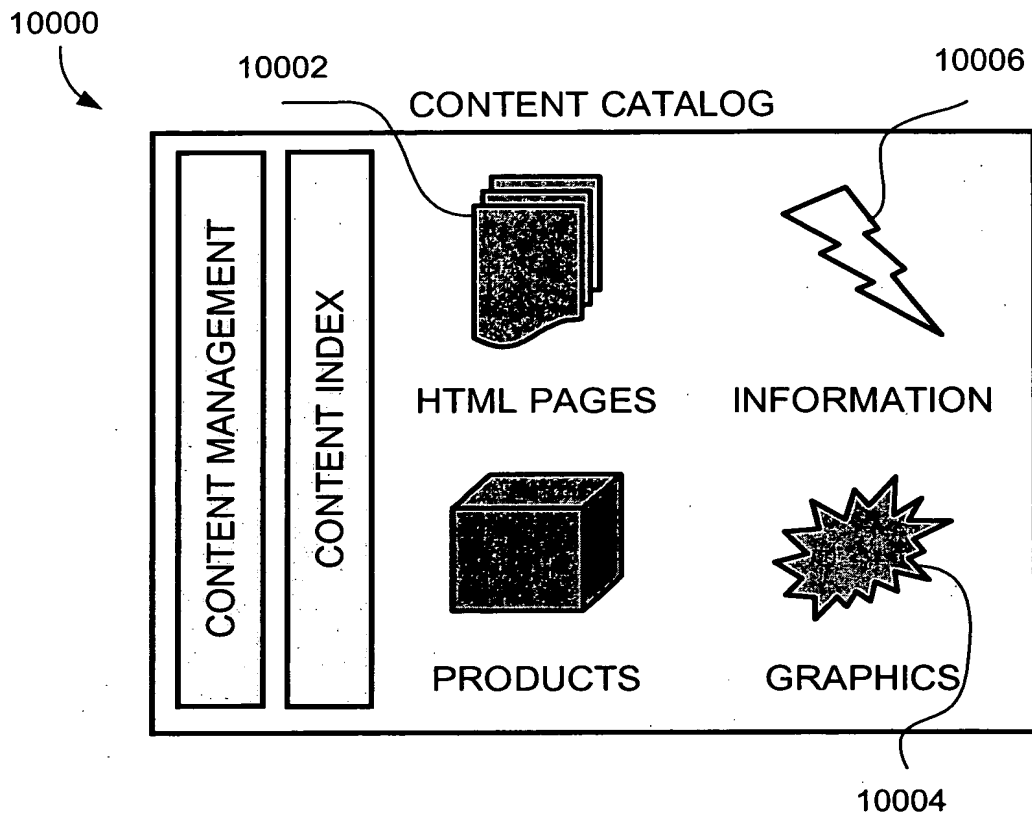 10000
10002
10006
CONTENT CATALOG
CONTENT MANAGEMENT
CONTENT INDEX
HTML PAGES
INFORMATION
PRODUCTS
GRAPHICS
10004